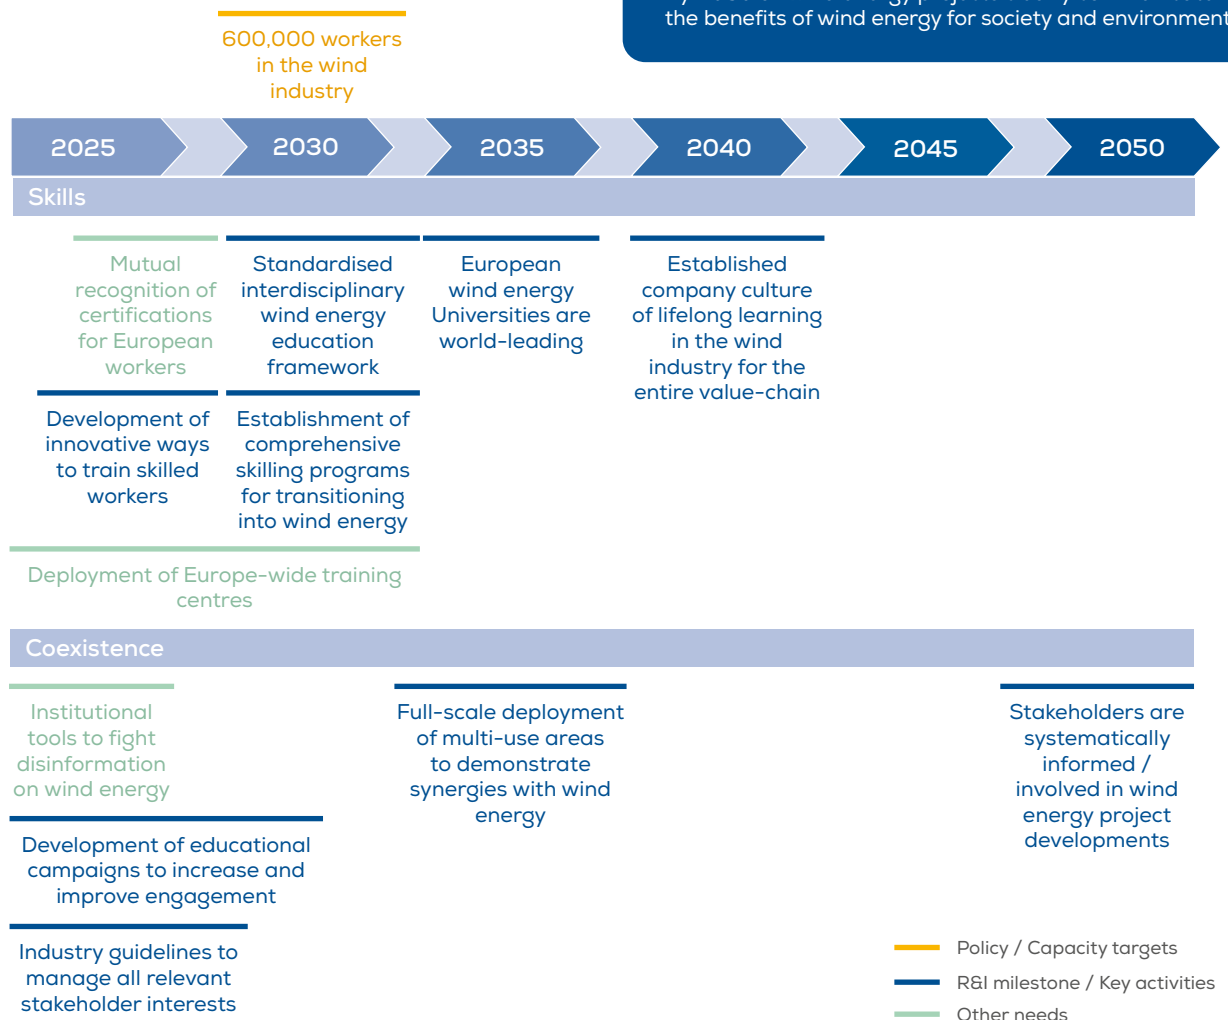 the benefits of wind energy for society and environment
600,000 workers
in the wind
industry
2025
2030
2035
2040
2045
2050
Skills
Mutual
recognition of
certifications
for European
workers
Standardised
interdisciplinary
wind energy
education
framework
European
wind energy
Universities are
world-leading
Established
company culture
of lifelong learning
in the wind
industry for the
entire value-chain
Development of
innovative ways
to train skilled
workers
Establishment of
comprehensive
skilling programs
for transitioning
into wind energy
Deployment of Europe-wide training
centres
Coexistence
Institutional
tools to fight
disinformation
on wind energy
Full-scale deployment
of multi-use areas
to demonstrate
synergies with wind
energy
Stakeholders are
systematically
informed /
involved in wind
energy project
developments
Development of educational
campaigns to increase and
improve engagement
Industry guidelines to
manage all relevant
stakeholder interests
Policy / Capacity targets
R&I milestone / Key activities
Other needs